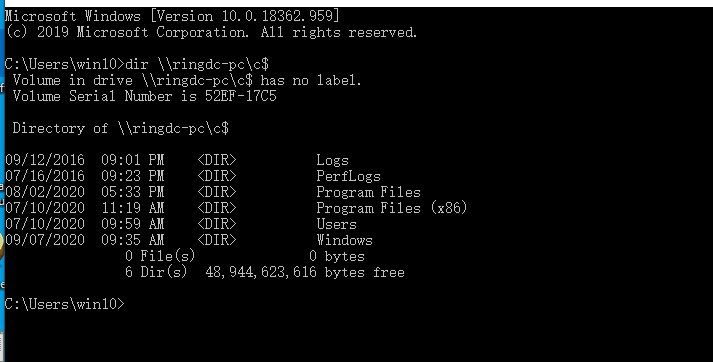 Microsoft Windows [Version 10.0.18362.959]
(c) 2019 Microsoft Corporation. All rights reserved.
C:\Users\win10>dir \\ringdc-pc\c$
Volume in drive \\ringdc-pc\c$ has no label.
Volume Serial Number is 52EF-17C5
Directory of \\ringdc-pc\c$
09/12/2016  09:01 PM    <DIR>          Logs
07/16/2016  09:23 PM    <DIR>          PerfLogs
08/02/2020  05:33 PM    <DIR>          Program Files
07/10/2020  11:19 AM    <DIR>          Program Files (x86)
07/10/2020  09:59 AM    <DIR>          Users
09/07/2020  09:35 AM    <DIR>          Windows
0 File(s)              0 bytes
6 Dir(s)  48,944,623,616 bytes free
C:\Users\win10>